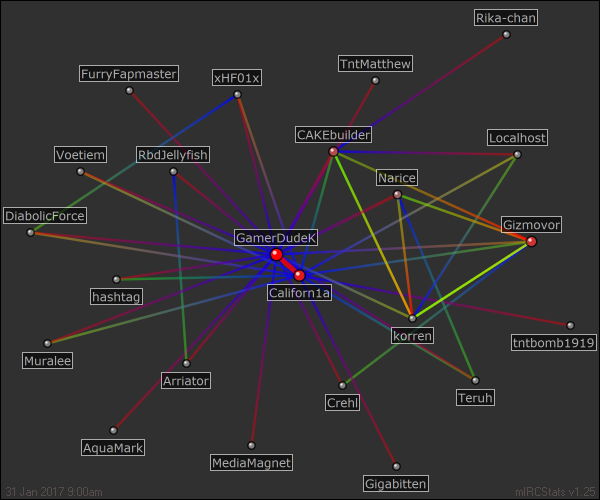 Rika-chan
TntMatthew
FurryFapmaster
xHF01x
CAKEbuilder
Localhost
Voetiem
RbdJellyfish
Narice
DiabolicForce
Gizmovor
GamerDudeK
Californ1a
hashtag
korren
tntbomb1919
Muralee
Arriator
Teruh
Crehl
AquaMark
MediaMagnet
Gigabitten
31 Jan 2017 9:00am
mIRCStats v1.25